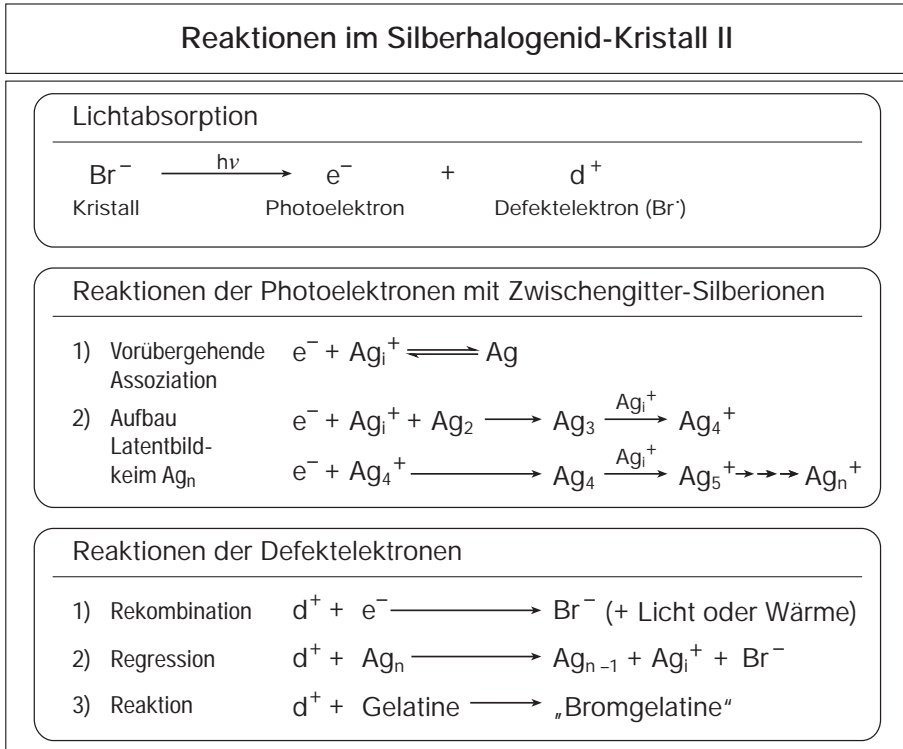 Reaktionen im Silberhalogenid-Kristall II
Lichtabsorption
Br⁻ —hν→ e⁻ + d⁺
Kristall Photoelektron Defektelektron (Br·)
Reaktionen der Photoelektronen mit Zwischengitter-Silberionen
1) Vorübergehende e⁻ + Agᵢ⁺ ⇌ Ag
Assoziation
2) Aufbau e⁻ + Agᵢ⁺ + Ag₂ → Ag₃ —Agᵢ⁺→ Ag₄⁺
Latentbild-
keim Agₙ e⁻ + Ag₄⁺ → Ag₄ —Agᵢ⁺→ Ag₅⁺ →→→ Agₙ⁺
Reaktionen der Defektelektronen
1) Rekombination d⁺ + e⁻ → Br⁻ (+ Licht oder Wärme)
2) Regression d⁺ + Agₙ → Agₙ₋₁ + Agᵢ⁺ + Br⁻
3) Reaktion d⁺ + Gelatine → „Bromgelatine“